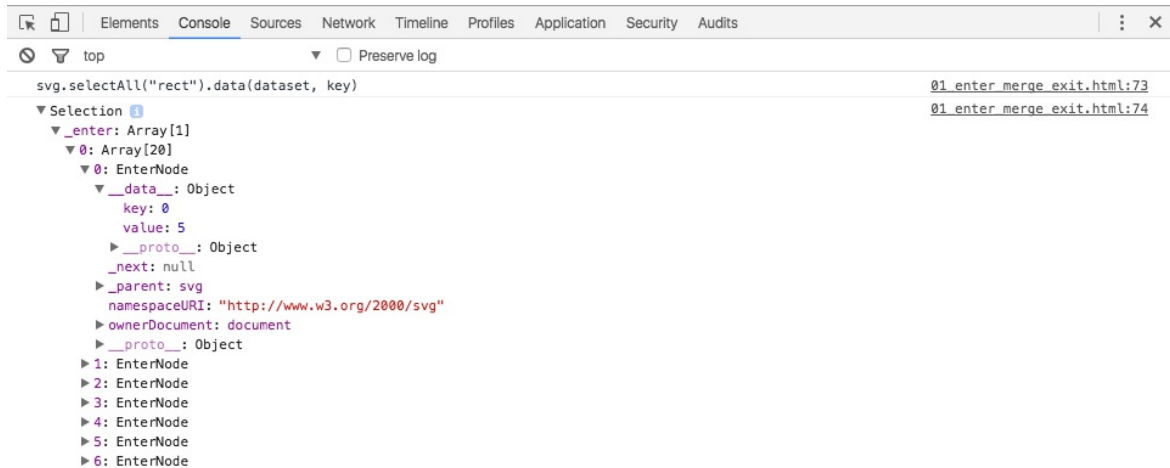 Elements Console Sources Network Timeline Profiles Application Security Audits
top Preserve log
svg.selectAll("rect").data(dataset, key) 01_enter_merge_exit.html:73
Selection i 01_enter_merge_exit.html:74
_enter: Array[1]
0: Array[20]
0: EnterNode
__data__: Object
key: 0
value: 5
__proto__: Object
_next: null
_parent: svg
namespaceURI: "http://www.w3.org/2000/svg"
ownerDocument: document
__proto__: Object
1: EnterNode
2: EnterNode
3: EnterNode
4: EnterNode
5: EnterNode
6: EnterNode